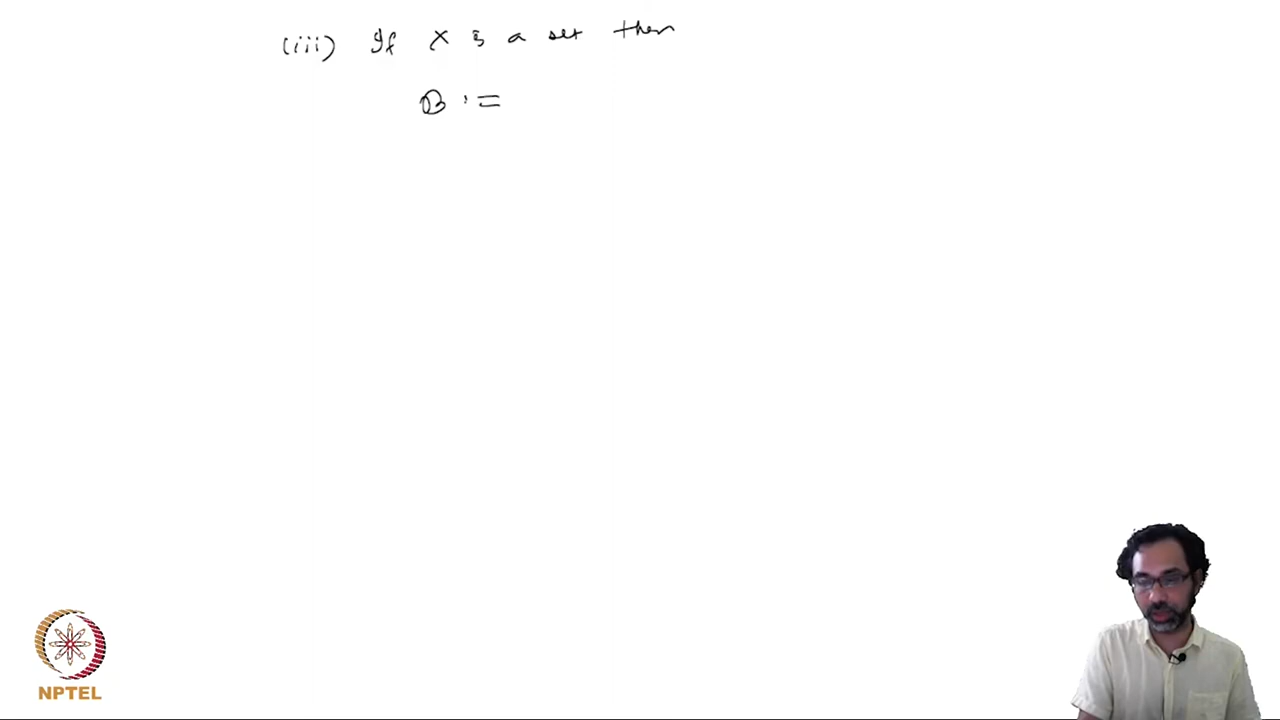 (iii) If X is a set then
B :=
NPTEL